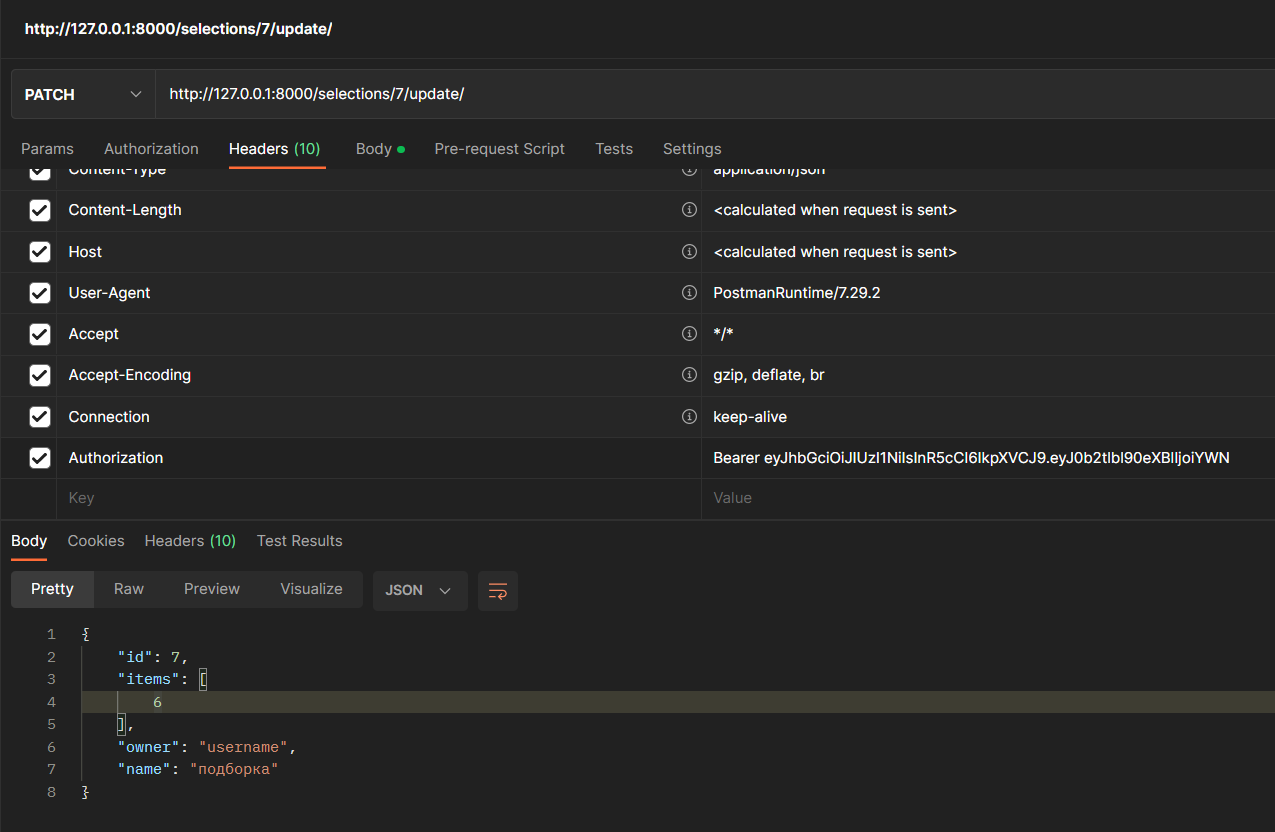 http://127.0.0.1:8000/selections/7/update/
PATCH http://127.0.0.1:8000/selections/7/update/
Params Authorization Headers (10) Body Pre-request Script Tests Settings
Content-Type application/json
Content-Length <calculated when request is sent>
Host <calculated when request is sent>
User-Agent PostmanRuntime/7.29.2
Accept */*
Accept-Encoding gzip, deflate, br
Connection keep-alive
Authorization Bearer eyJhbGciOiJIUzI1NiIsInR5cCI6IkpXVCJ9.eyJ0b2tlbl90eXBlIjoiYWN
Key Value
Body Cookies Headers (10) Test Results
Pretty Raw Preview Visualize JSON
1 {
2 "id": 7,
3 "items": [
4 6
5 ],
6 "owner": "username",
7 "name": "подборка"
8 }